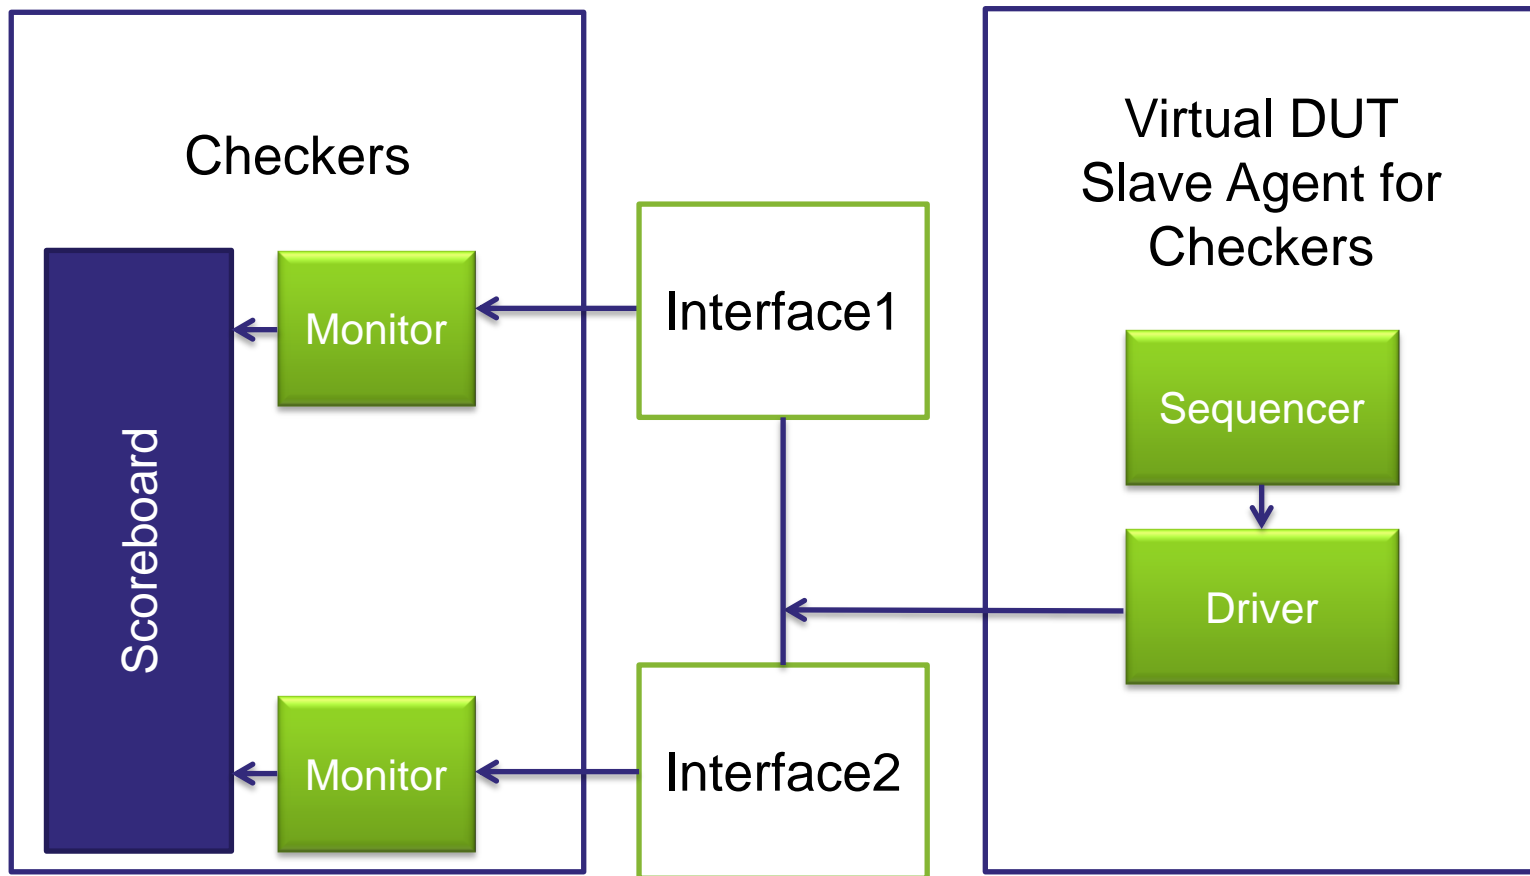 Checkers
Scoreboard
Monitor
Monitor
Interface1
Interface2
Virtual DUT
Slave Agent for
Checkers
Sequencer
Driver